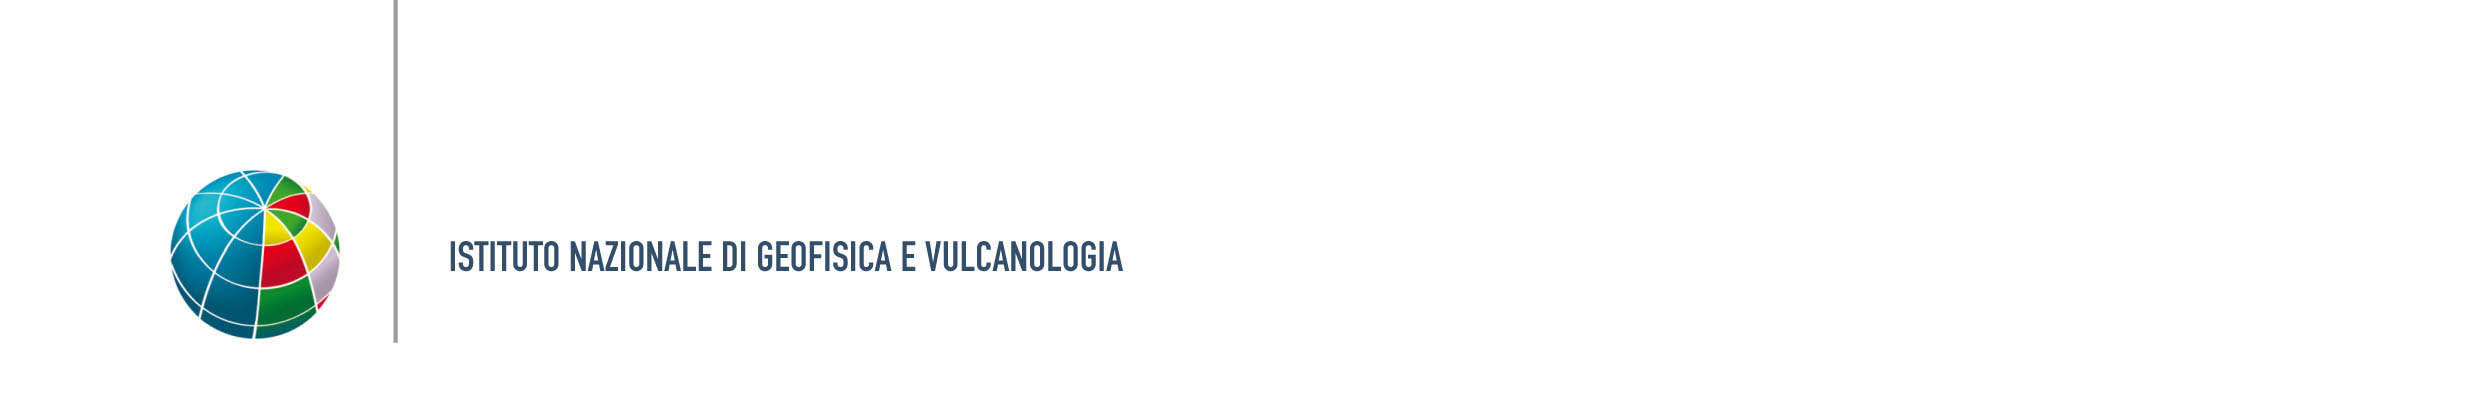 ISTITUTO NAZIONALE DI GEOFISICA E VULCANOLOGIA